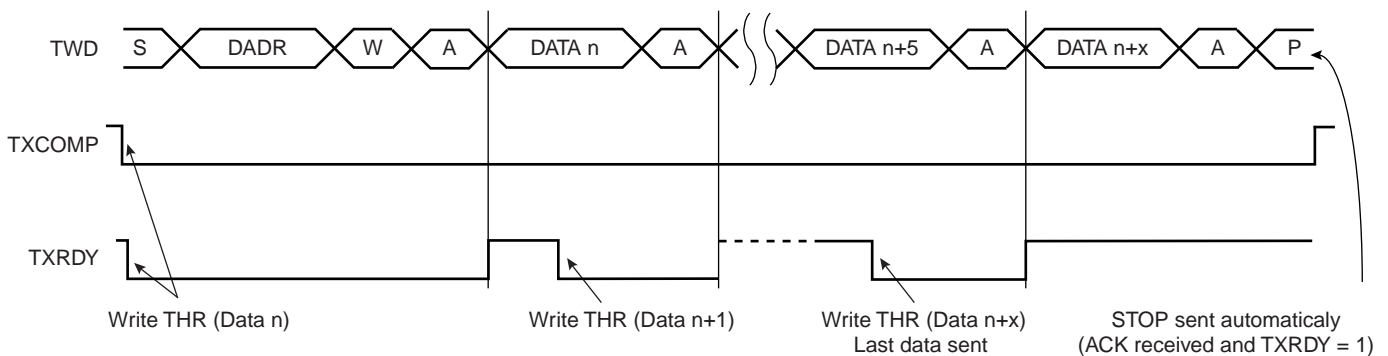 TWD S DADR W A DATA n A DATA n+5 A DATA n+x A P
TXCOMP
TXRDY
Write THR (Data n)
Write THR (Data n+1)
Write THR (Data n+x)
Last data sent
STOP sent automaticaly
(ACK received and TXRDY = 1)